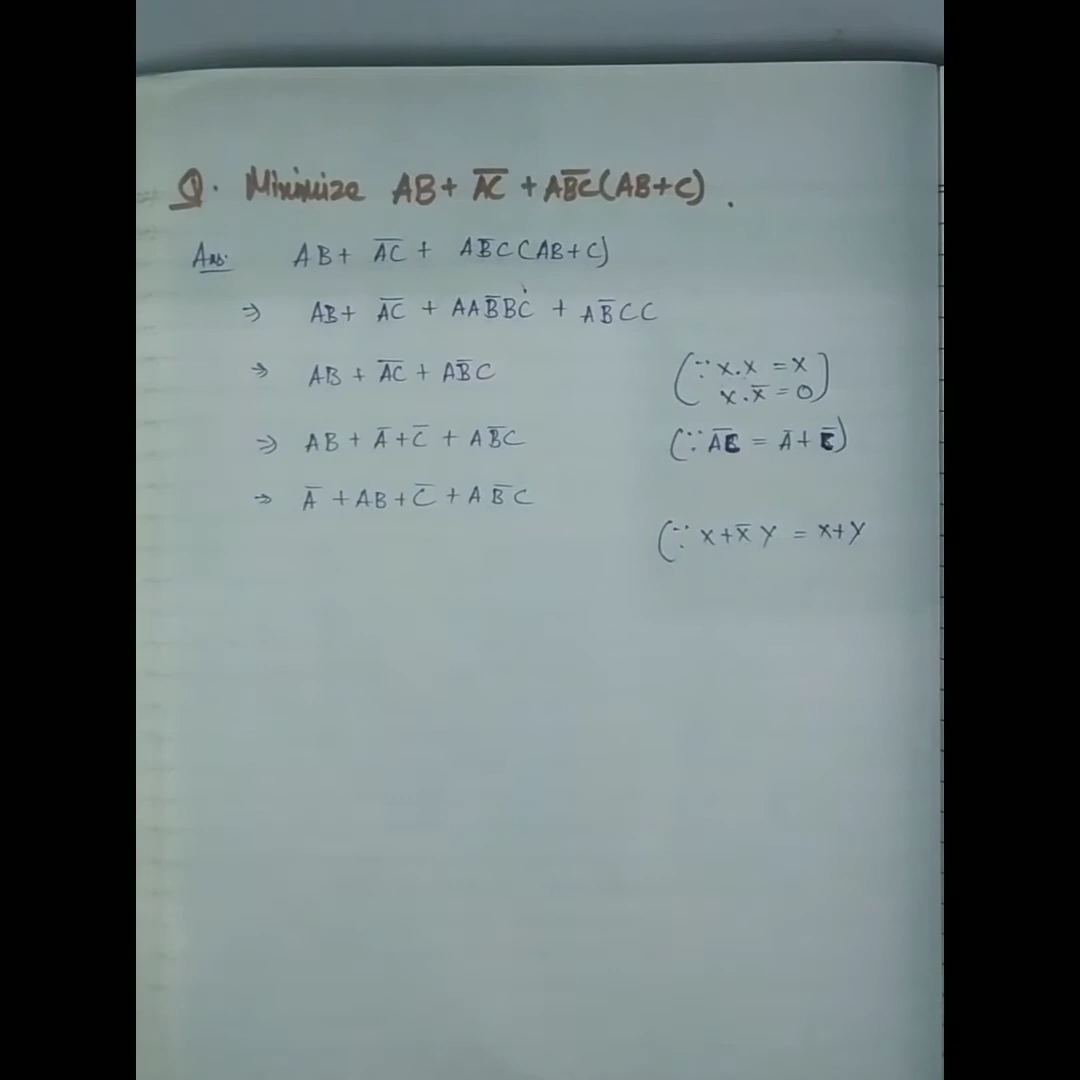 Q. Minimize AB + A̅C̅ + AB̅C(AB+C).
Ans. AB + A̅C̅ + AB̅C(AB+C)
⇒ AB + A̅C̅ + AAB̅BC + AB̅CC
⇒ AB + A̅C̅ + AB̅C (∵ x.x = x
x.x̅ = 0)
⇒ AB + A̅ + C̅ + AB̅C (∵ A̅C̅ = A̅ + C̅)
⇒ A̅ + AB + C̅ + AB̅C
(∵ x + x̅y = x+y